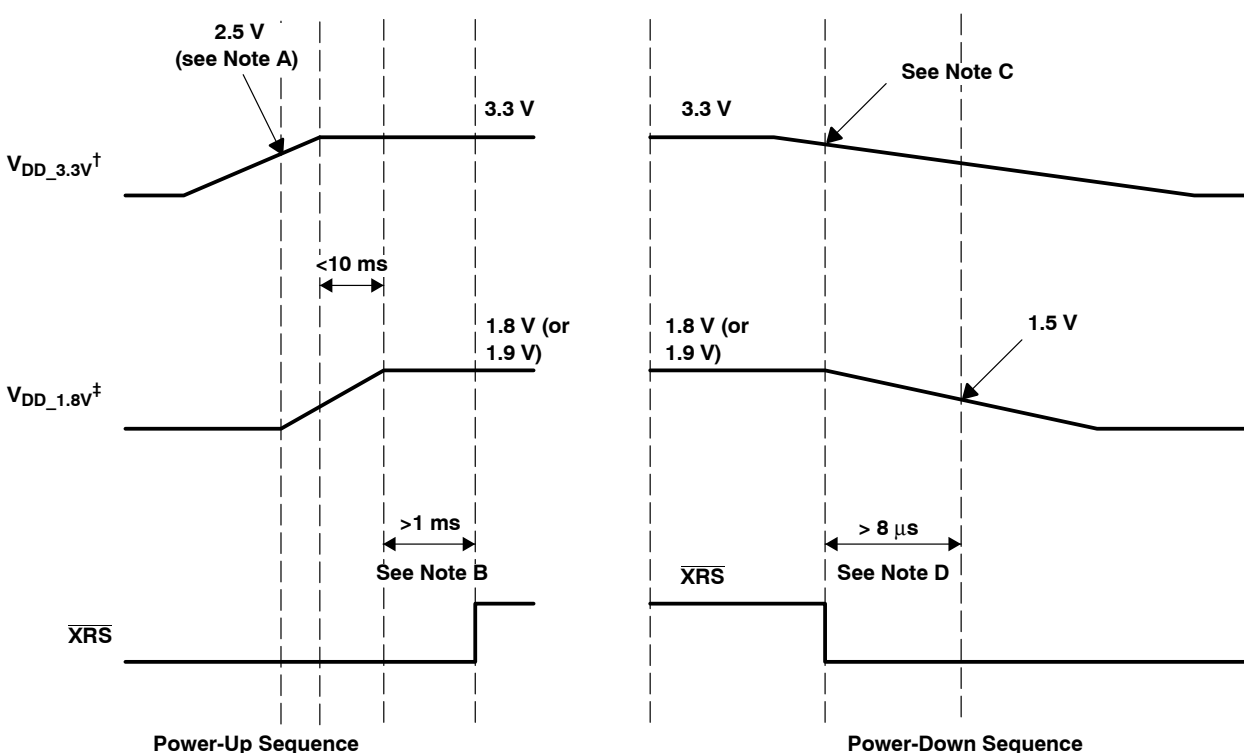 2.5 V
(see Note A)
See Note C
3.3 V
3.3 V
VDD_3.3V†
<10 ms
1.8 V (or
1.9 V)
1.8 V (or
1.9 V)
1.5 V
VDD_1.8V‡
>1 ms
> 8 μs
See Note B
XRS
See Note D
XRS
Power-Up Sequence
Power-Down Sequence